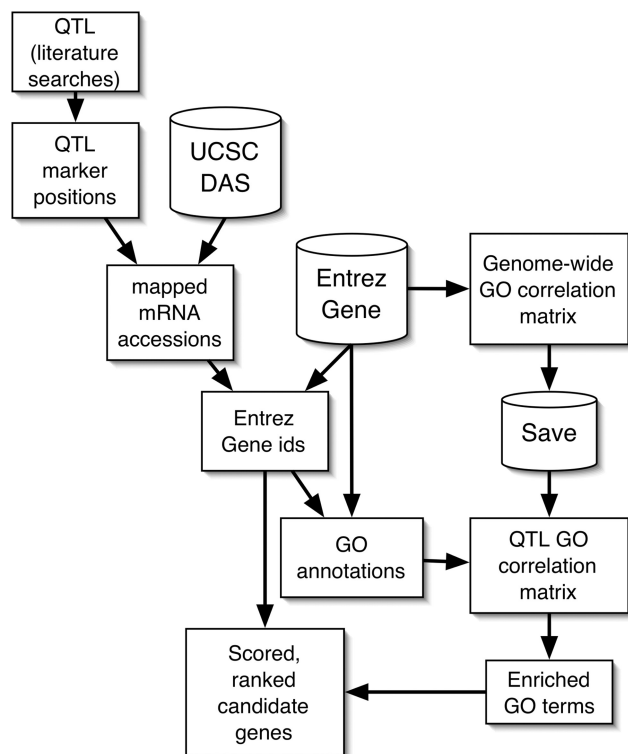 QTL
(literature
searches)
QTL
marker
positions
UCSC
DAS
mapped
mRNA
accessions
Entrez
Gene
Genome-wide
GO correlation
matrix
Entrez
Gene ids
Save
GO
annotations
QTL GO
correlation
matrix
Scored,
ranked
candidate
genes
Enriched
GO terms